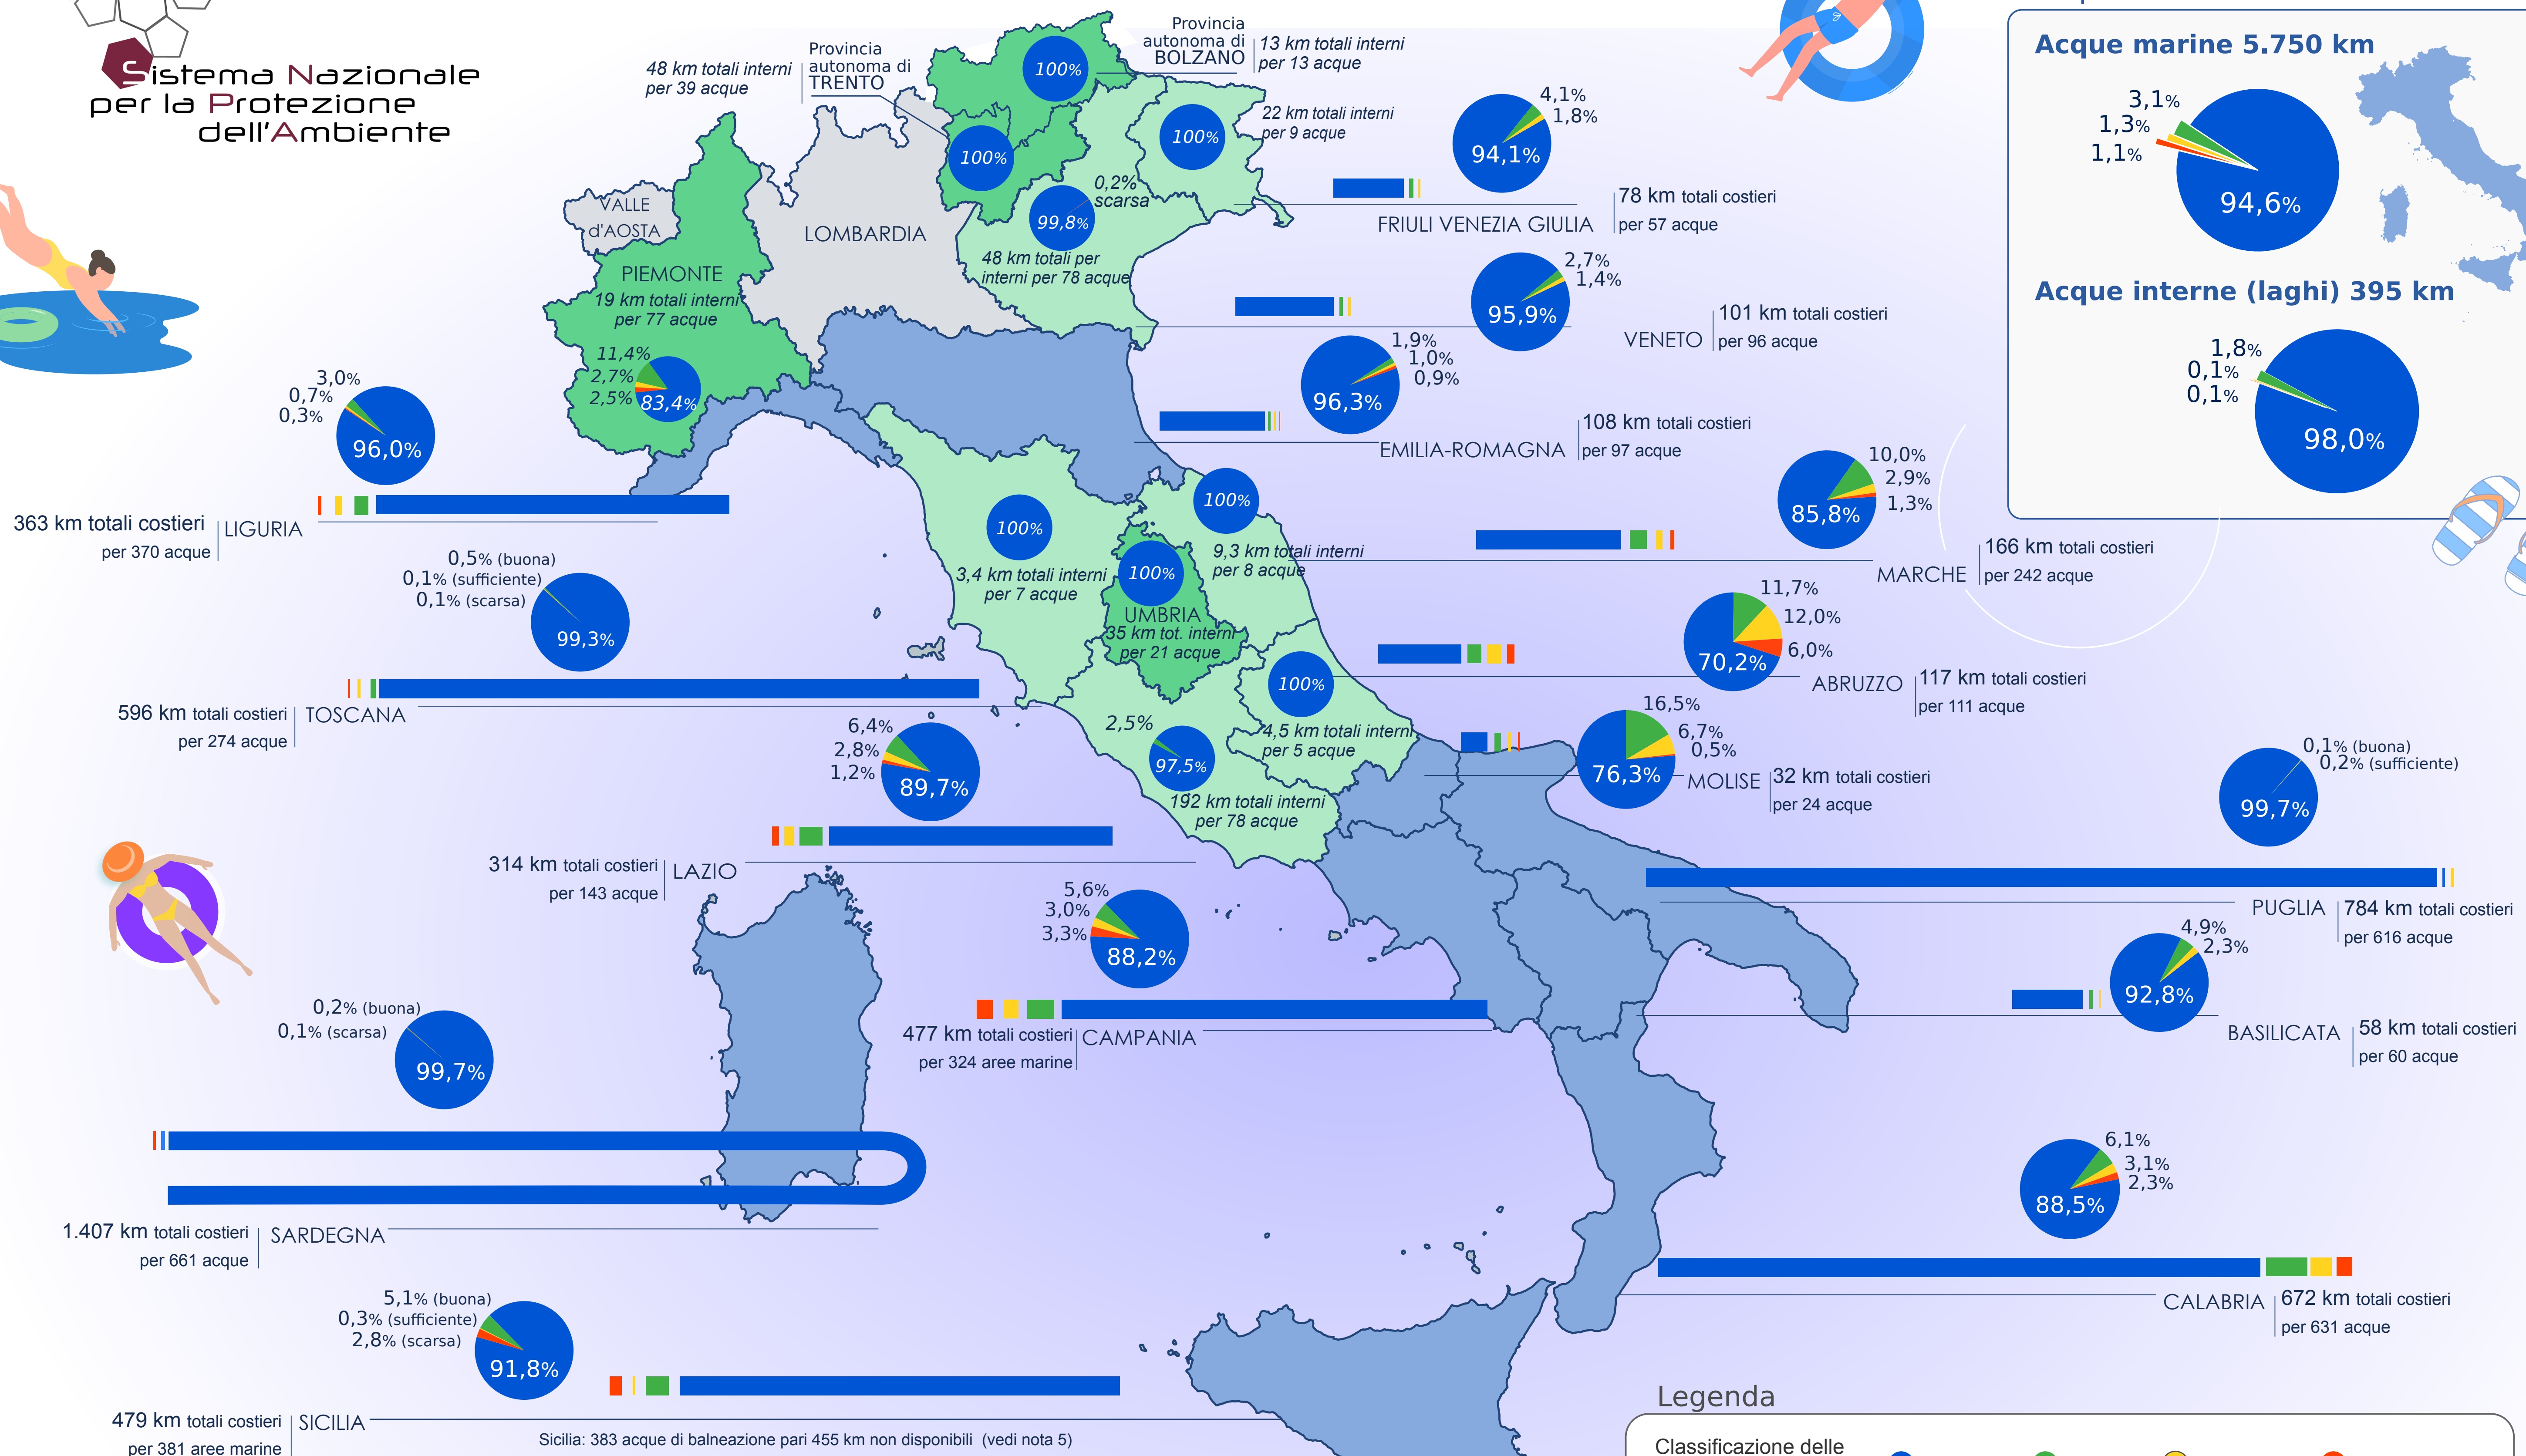 Sistema Nazionale
per la Protezione
dell'Ambiente
48 km totali interni
per 39 acque
Provincia
autonoma di
TRENTO
Provincia
autonoma di
BOLZANO
13 km totali interni
per 13 acque
100%
100%
100%
22 km totali interni
per 9 acque
0,2%
scarsa
99,8%
48 km totali per
interni per 78 acque
VALLE
d'AOSTA
LOMBARDIA
PIEMONTE
19 km totali interni
per 77 acque
11,4%
2,7%
2,5%
83,4%
4,1%
1,8%
94,1%
FRIULI VENEZIA GIULIA
78 km totali costieri
per 57 acque
2,7%
1,4%
95,9%
VENETO
101 km totali costieri
per 96 acque
1,9%
1,0%
0,9%
96,3%
EMILIA-ROMAGNA
108 km totali costieri
per 97 acque
Acque marine 5.750 km
3,1%
1,3%
1,1%
94,6%
Acque interne (laghi) 395 km
1,8%
0,1%
0,1%
98,0%
3,0%
0,7%
0,3%
96,0%
363 km totali costieri
per 370 acque
LIGURIA
0,5% (buona)
0,1% (sufficiente)
0,1% (scarsa)
99,3%
596 km totali costieri
per 274 acque
TOSCANA
100%
3,4 km totali interni
per 7 acque
100%
9,3 km totali interni
per 8 acque
100%
UMBRIA
35 km tot. interni
per 21 acque
10,0%
2,9%
1,3%
85,8%
MARCHE
166 km totali costieri
per 242 acque
11,7%
12,0%
6,0%
70,2%
ABRUZZO
117 km totali costieri
per 111 acque
100%
4,5 km totali interni
per 5 acque
2,5%
97,5%
192 km totali interni
per 78 acque
16,5%
6,7%
0,5%
76,3%
MOLISE
32 km totali costieri
per 24 acque
6,4%
2,8%
1,2%
89,7%
314 km totali costieri
per 143 acque
LAZIO
0,1% (buona)
0,2% (sufficiente)
99,7%
PUGLIA
784 km totali costieri
per 616 acque
5,6%
3,0%
3,3%
88,2%
477 km totali costieri
per 324 aree marine
CAMPANIA
4,9%
2,3%
92,8%
BASILICATA
58 km totali costieri
per 60 acque
0,2% (buona)
0,1% (scarsa)
99,7%
1.407 km totali costieri
per 661 acque
SARDEGNA
6,1%
3,1%
2,3%
88,5%
CALABRIA
672 km totali costieri
per 631 acque
5,1% (buona)
0,3% (sufficiente)
2,8% (scarsa)
91,8%
479 km totali costieri
per 381 aree marine
SICILIA
Sicilia: 383 acque di balneazione pari 455 km non disponibili (vedi nota 5)
Legenda
Classificazione delle